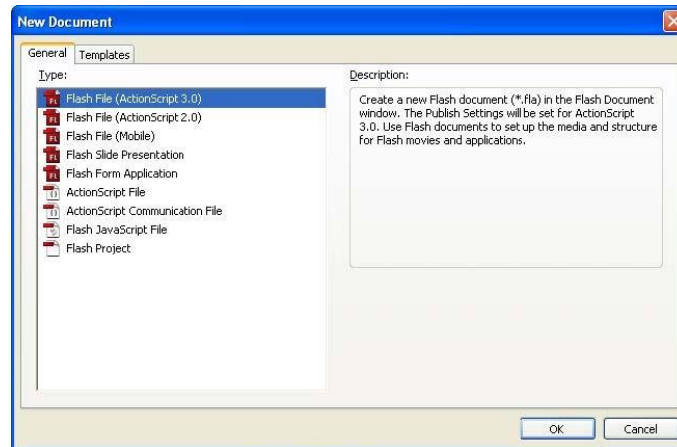 New Document
General
Templates
Type:
Flash File (ActionScript 3.0)
Flash File (ActionScript 2.0)
Flash File (Mobile)
Flash Slide Presentation
Flash Form Application
ActionScript File
ActionScript Communication File
Flash JavaScript File
Flash Project
Description:
Create a new Flash document (*.fla) in the Flash Document
window. The Publish Settings will be set for ActionScript
3.0. Use Flash documents to set up the media and structure
for Flash movies and applications.
OK
Cancel